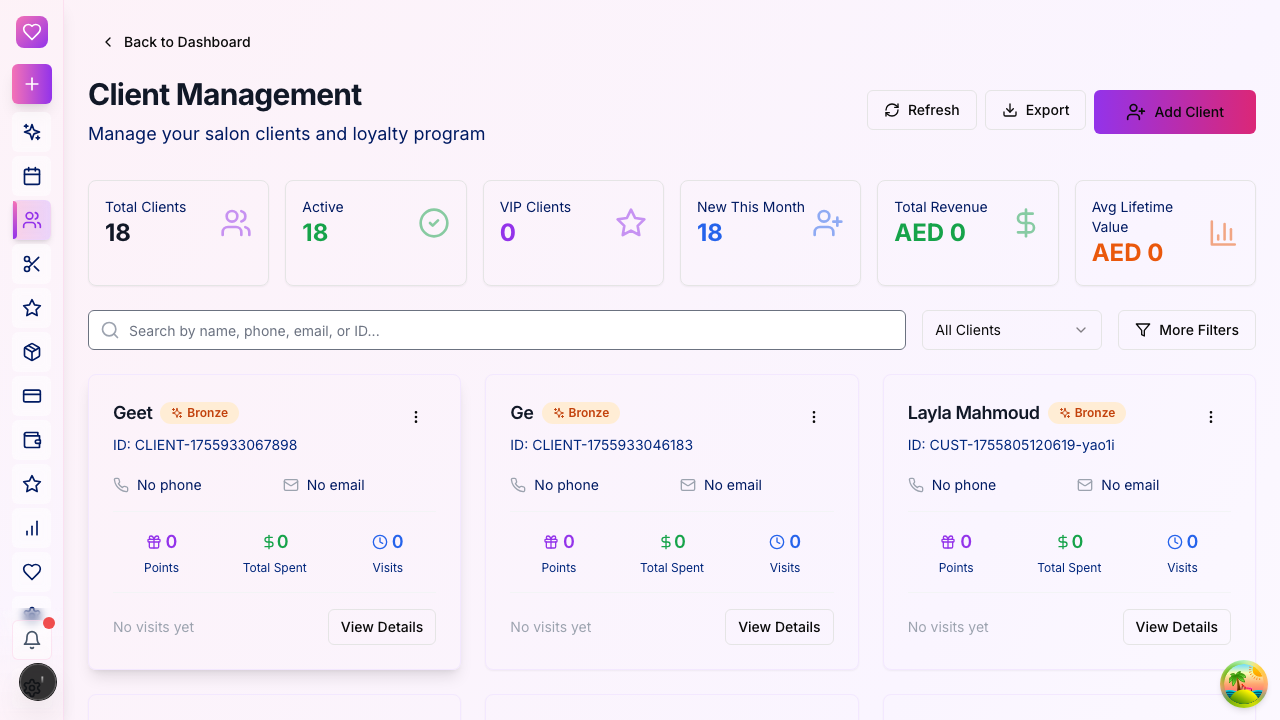 Back to Dashboard
Client Management
Manage your salon clients and loyalty program
Refresh
Export
Add Client
Total Clients
18
Active
18
VIP Clients
0
New This Month
18
Total Revenue
AED 0
Avg Lifetime
Value
AED 0
Search by name, phone, email, or ID...
All Clients
More Filters
Geet
Bronze
ID: CLIENT-1755933067898
No phone
No email
0
Points
$0
Total Spent
0
Visits
No visits yet
View Details
Ge
Bronze
ID: CLIENT-1755933046183
No phone
No email
0
Points
$0
Total Spent
0
Visits
No visits yet
View Details
Layla Mahmoud
Bronze
ID: CUST-1755805120619-yao1i
No phone
No email
0
Points
$0
Total Spent
0
Visits
No visits yet
View Details